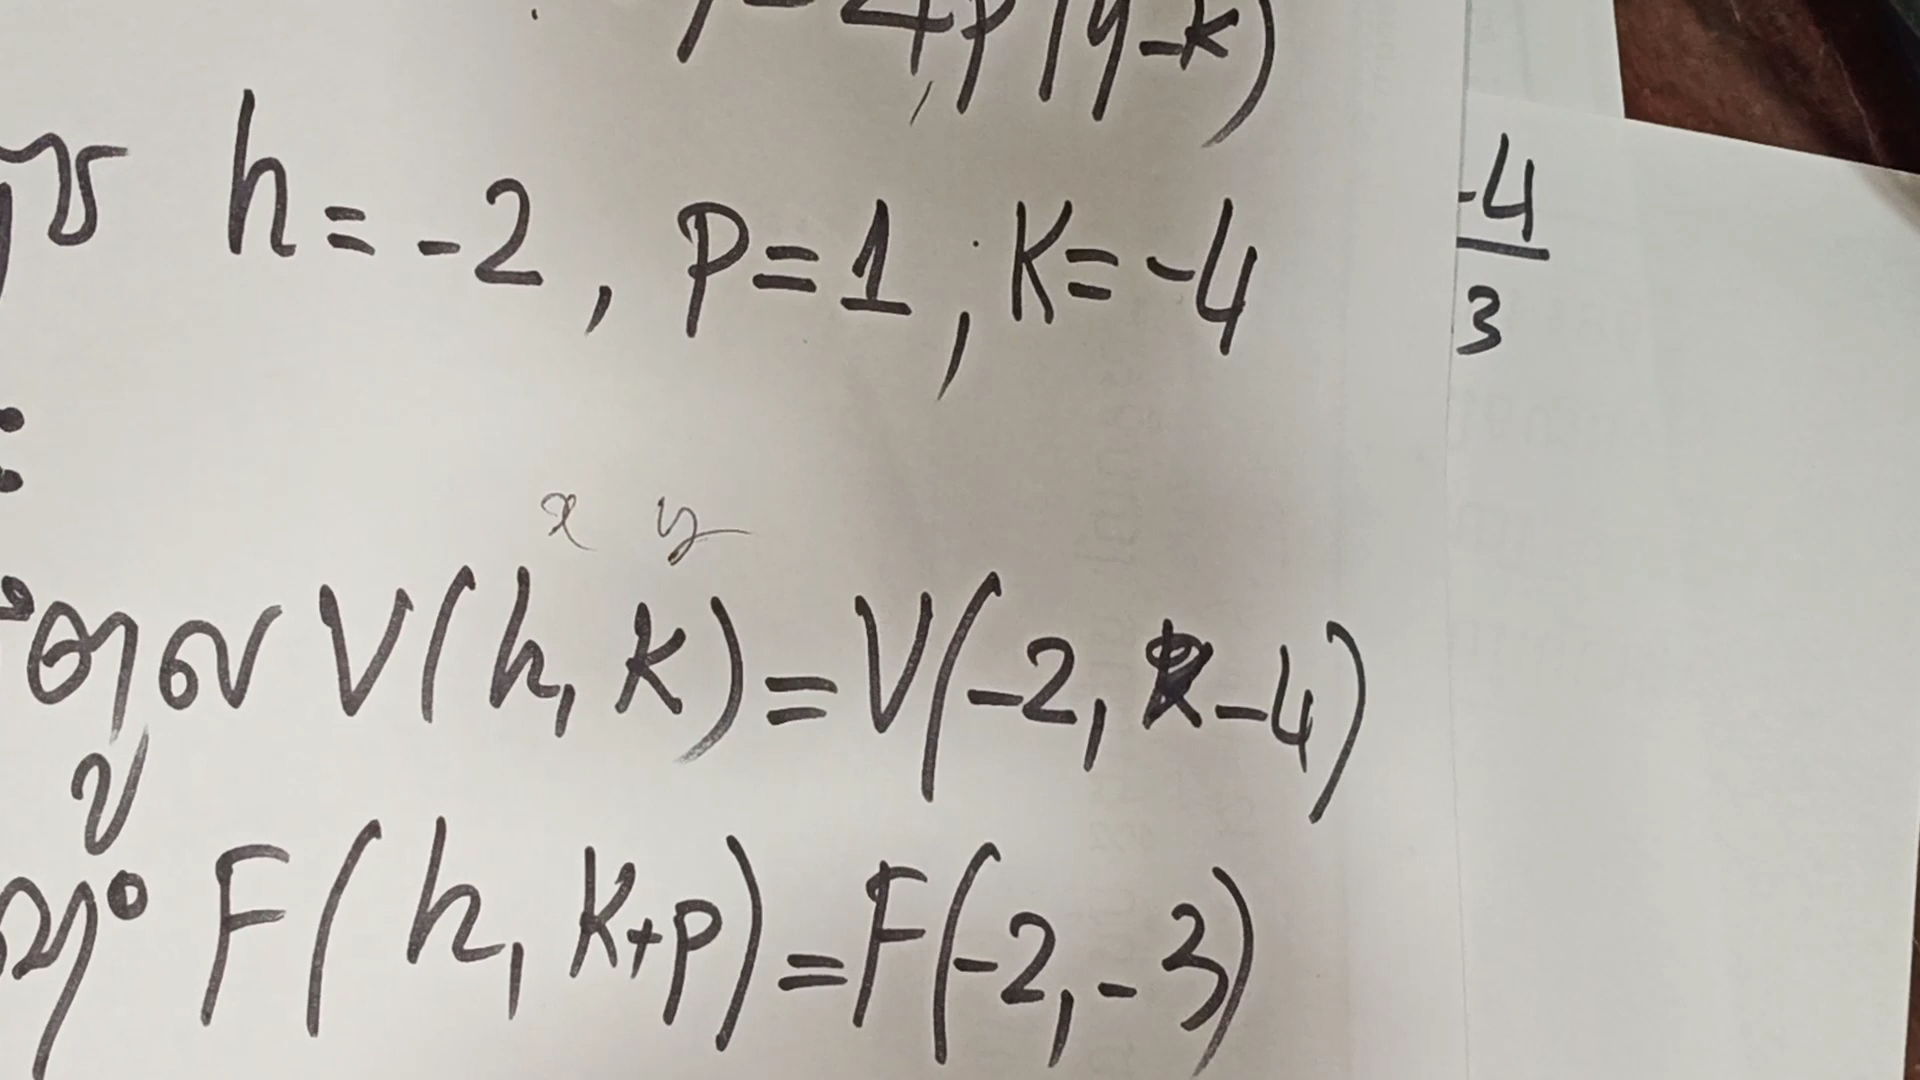 = 4p(y-k)
h = -2, P = 1, K = -4
-4
3
x y
V(h, K) = V(-2, -4)
F(h, K+p) = F(-2, -3)